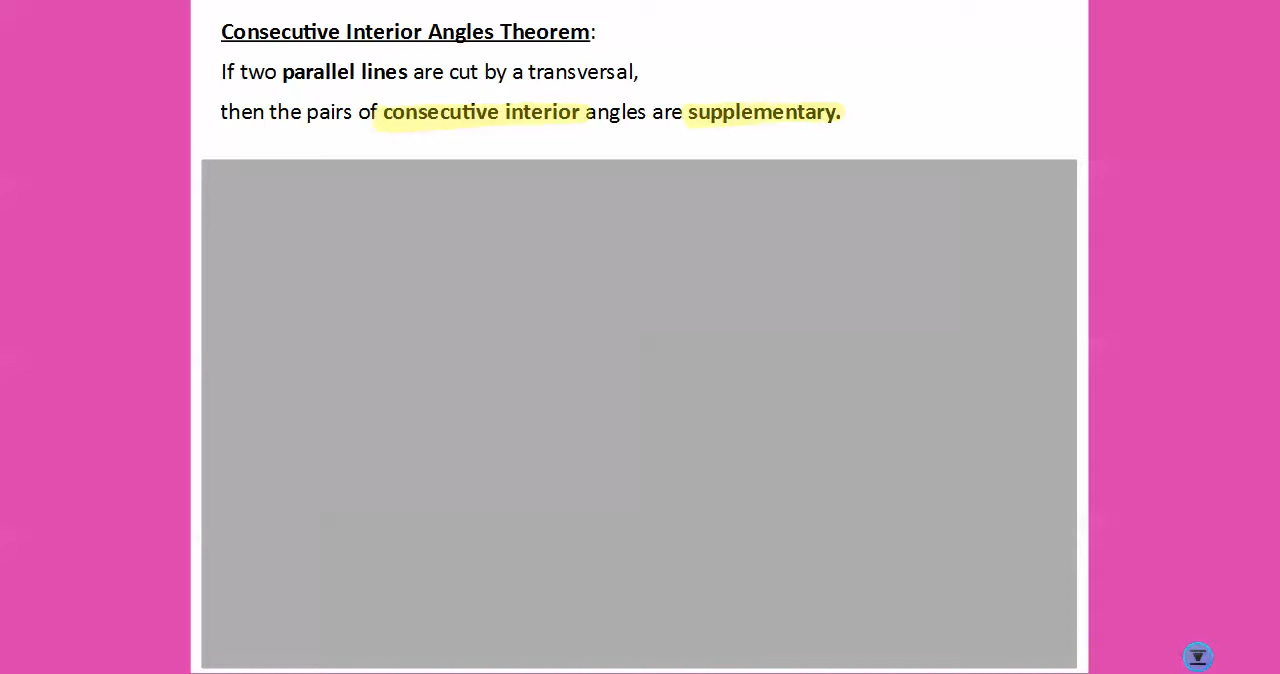 Consecutive Interior Angles Theorem:
If two parallel lines are cut by a transversal,
then the pairs of consecutive interior angles are supplementary.